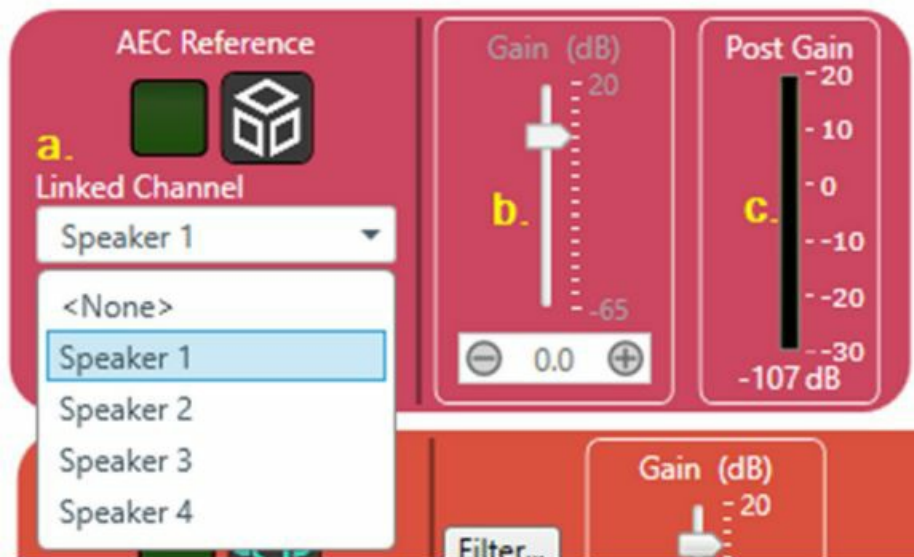 AEC Reference
a.
Linked Channel
Speaker 1
<None>
Speaker 1
Speaker 2
Speaker 3
Speaker 4
Gain (dB)
20
b.
-65
0.0
Post Gain
20
10
0
c.
-10
-20
-30
-107 dB
Filter...
Gain (dB)
20